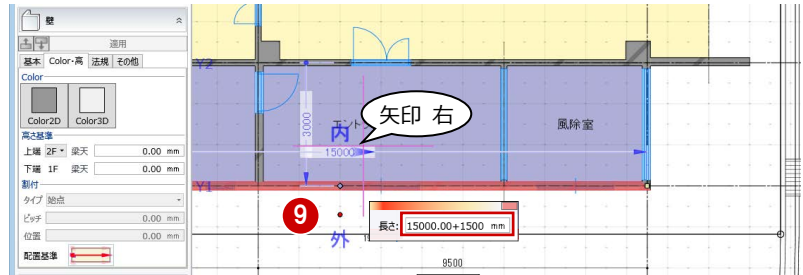 壁
適用
基本 Color・高 法規 その他
Color
Color2D Color3D
高さ基準
上端 2F 梁天 0.00 mm
下端 1F 梁天 0.00 mm
割付
タイプ 始点
ピッチ 0.00 mm
位置 0.00 mm
配置基準
Y2
3000
内
15000
矢印 右
風除室
Y1
9
外
長さ: 15000.00+1500 mm
9500